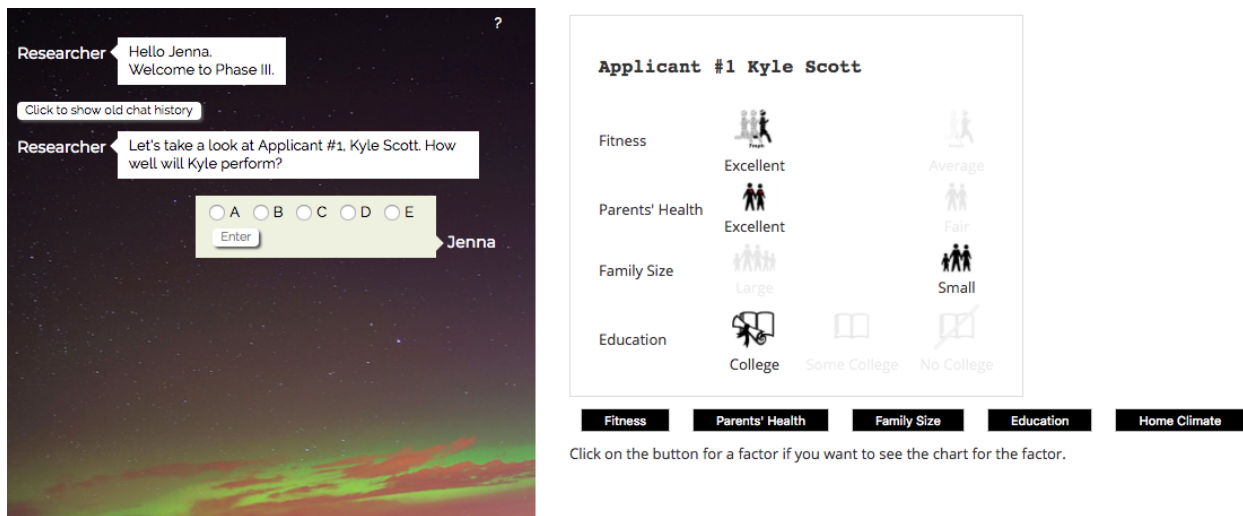 ?
Researcher
Hello Jenna.
Welcome to Phase III.
Click to show old chat history
Researcher
Let's take a look at Applicant #1, Kyle Scott. How
well will Kyle perform?
A B C D E
Enter
Jenna
Applicant #1 Kyle Scott
Fitness
Excellent
Average
Parents' Health
Excellent
Fair
Family Size
Large
Small
Education
College
Some College
No College
Fitness
Parents' Health
Family Size
Education
Home Climate
Click on the button for a factor if you want to see the chart for the factor.